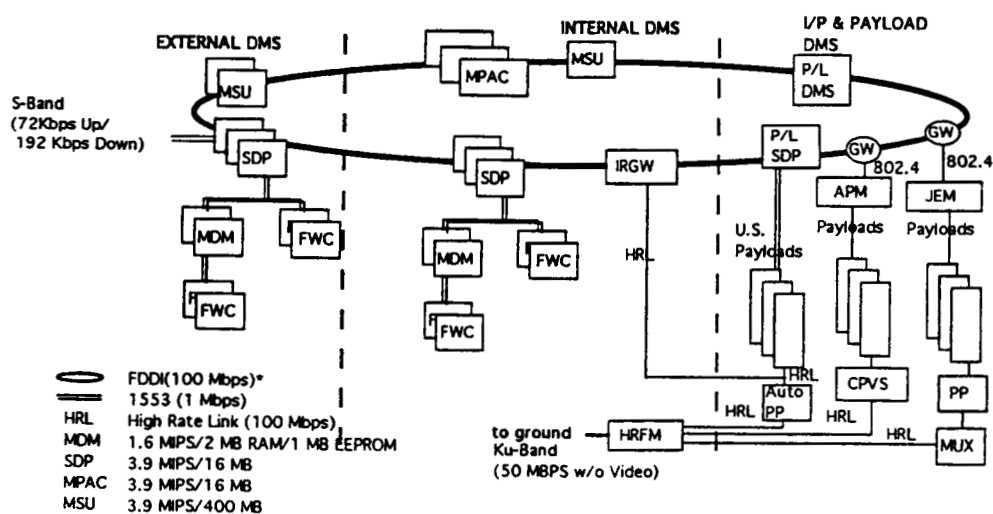 EXTERNAL DMS
INTERNAL DMS
I/P & PAYLOAD
DMS
MSU
MPAC
MSU
P/L
DMS
S-Band
(72Kbps Up/
192 Kbps Down)
SDP
SDP
IRGW
P/L
SDP
GW
GW
802.4
802.4
APM
JEM
MDM
FWC
MDM
FWC
U.S.
Payloads
Payloads
Payloads
HRL
FWC
FWC
FDDI(100 Mbps)*
1553 (1 Mbps)
HRL High Rate Link (100 Mbps)
MDM 1.6 MIPS/2 MB RAM/1 MB EEPROM
SDP 3.9 MIPS/16 MB
MPAC 3.9 MIPS/16 MB
MSU 3.9 MIPS/400 MB
HRL
Auto
PP
CPVS
PP
HRL
HRL
HRL
to ground
Ku-Band
(50 MBPS w/o Video)
HRFM
MUX